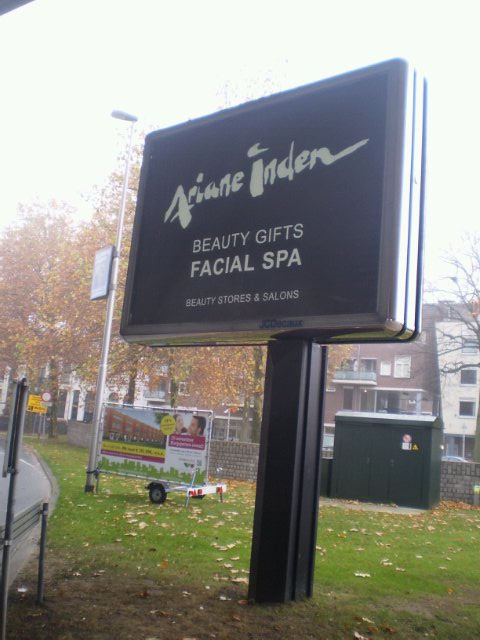 Ariane Inden
BEAUTY GIFTS
FACIAL SPA
BEAUTY STORES & SALONS
JCDecaux